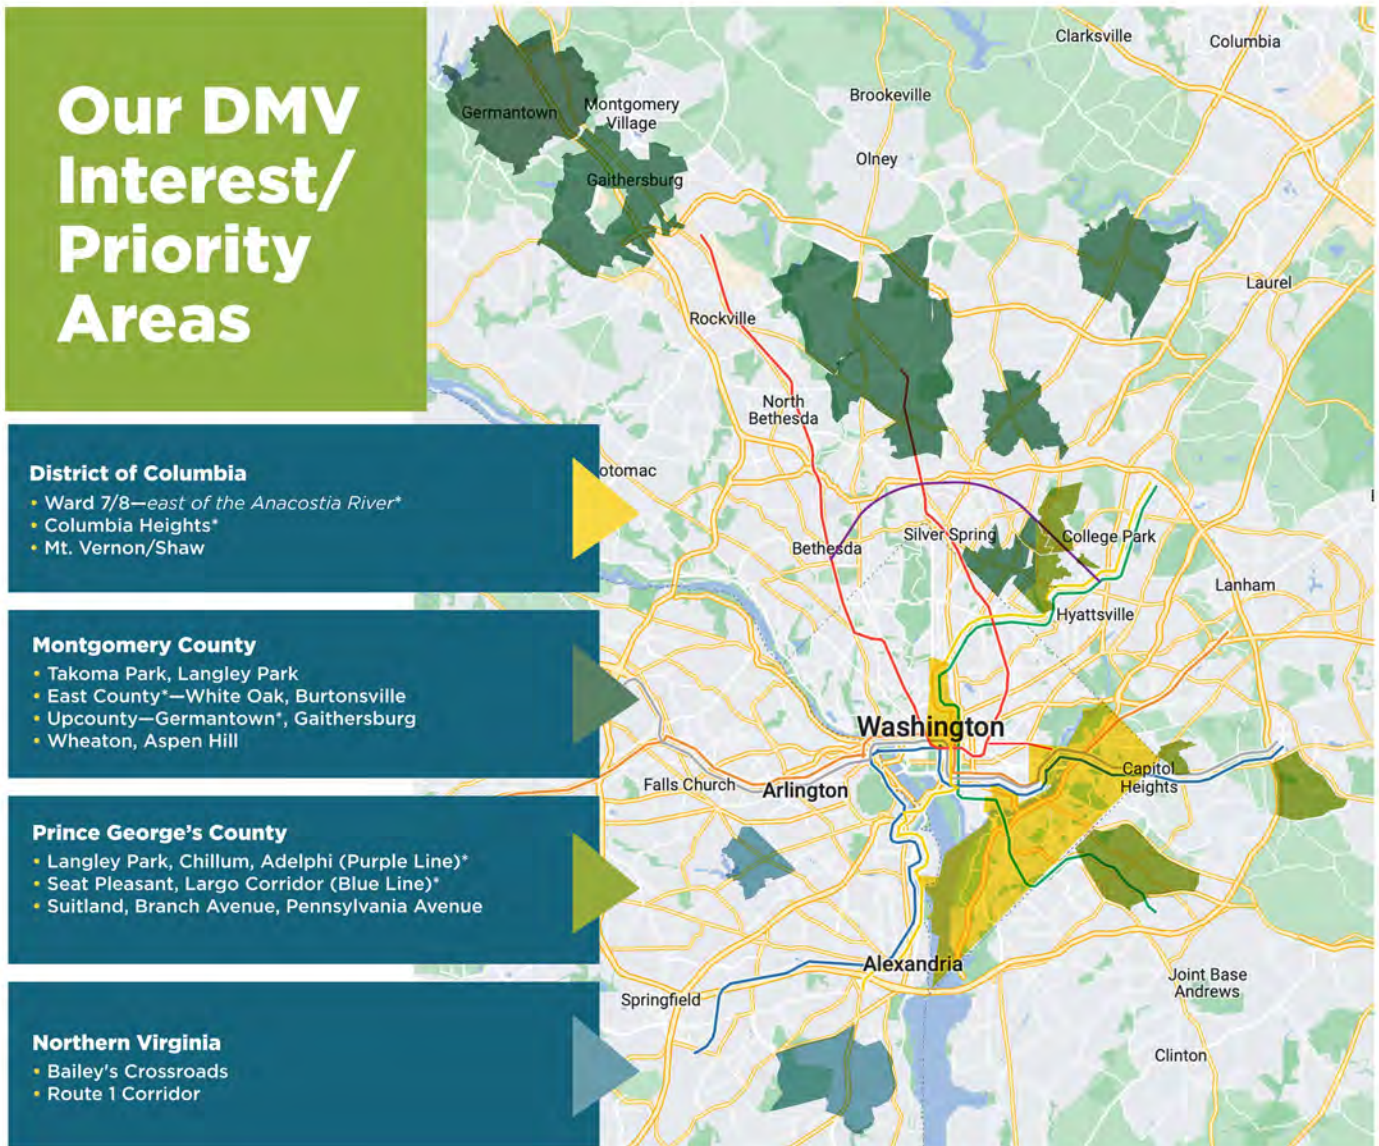 Our DMV
Interest/
Priority
Areas
District of Columbia
• Ward 7/8—east of the Anacostia River*
• Columbia Heights*
• Mt. Vernon/Shaw
Montgomery County
• Takoma Park, Langley Park
• East County*—White Oak, Burtonsville
• Upcounty—Germantown*, Gaithersburg
• Wheaton, Aspen Hill
Prince George's County
• Langley Park, Chillum, Adelphi (Purple Line)*
• Seat Pleasant, Largo Corridor (Blue Line)*
• Suitland, Branch Avenue, Pennsylvania Avenue
Northern Virginia
• Bailey's Crossroads
• Route 1 Corridor
Clarksville
Columbia
Brookeville
Germantown
Montgomery
Village
Olney
Gaithersburg
Laurel
Rockville
North
Bethesda
otomac
Silver Spring
College Park
Bethesda
Lanham
Hyattsville
Washington
Capitol
Heights
Falls Church
Arlington
Alexandria
Springfield
Joint Base
Andrews
Clinton